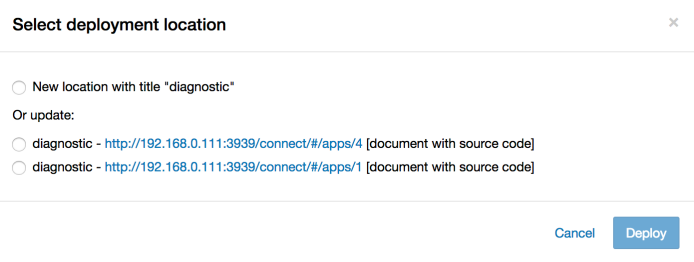 Select deployment location
×
New location with title "diagnostic"
Or update:
diagnostic - http://192.168.0.111:3939/connect/#/apps/4 [document with source code]
diagnostic - http://192.168.0.111:3939/connect/#/apps/1 [document with source code]
Cancel Deploy